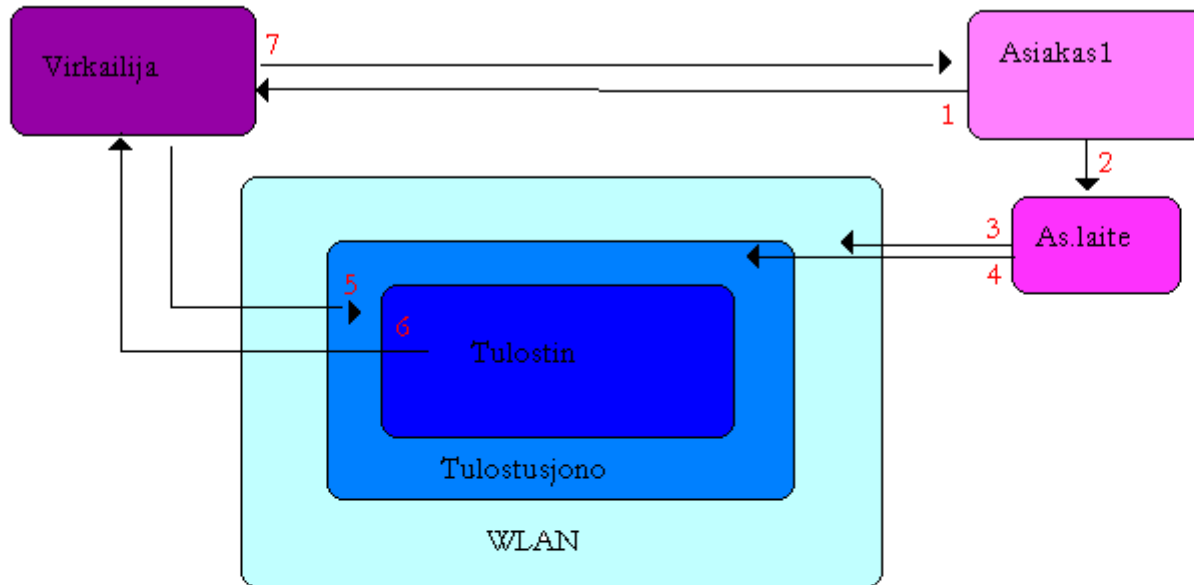 Virkailija
7
Asiakas1
1
2
3
As.laite
4
5
6
Tulostin
Tulostusjono
WLAN